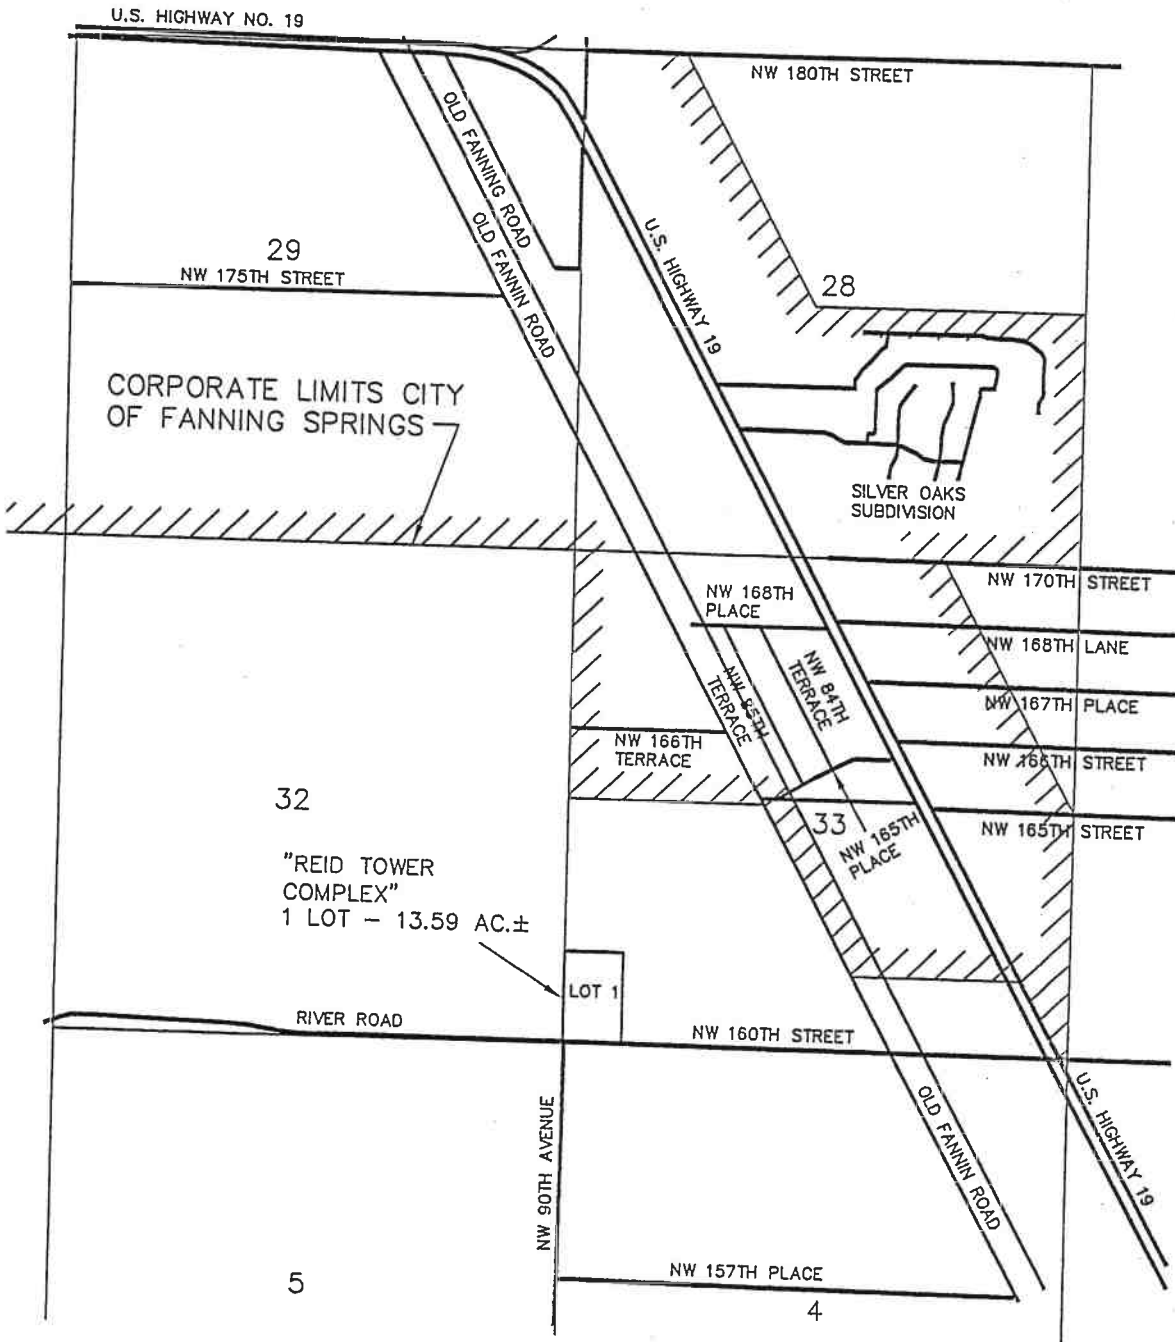 U.S. HIGHWAY NO. 19
NW 180TH STREET
OLD FANNING ROAD
OLD FANNIN ROAD
U.S. HIGHWAY 19
29
NW 175TH STREET
28
CORPORATE LIMITS CITY
OF FANNING SPRINGS
SILVER OAKS
SUBDIVISION
NW 170TH STREET
NW 168TH
PLACE
NW 168TH LANE
NW 84TH
TERRACE
NW 85TH
TERRACE
NW 167TH PLACE
NW 166TH
TERRACE
NW 166TH STREET
32
33
NW 165TH
PLACE
NW 165TH STREET
"REID TOWER
COMPLEX"
1 LOT - 13.59 AC.±
LOT 1
RIVER ROAD
NW 160TH STREET
OLD FANNIN ROAD
U.S. HIGHWAY 19
NW 90TH AVENUE
NW 157TH PLACE
5
4